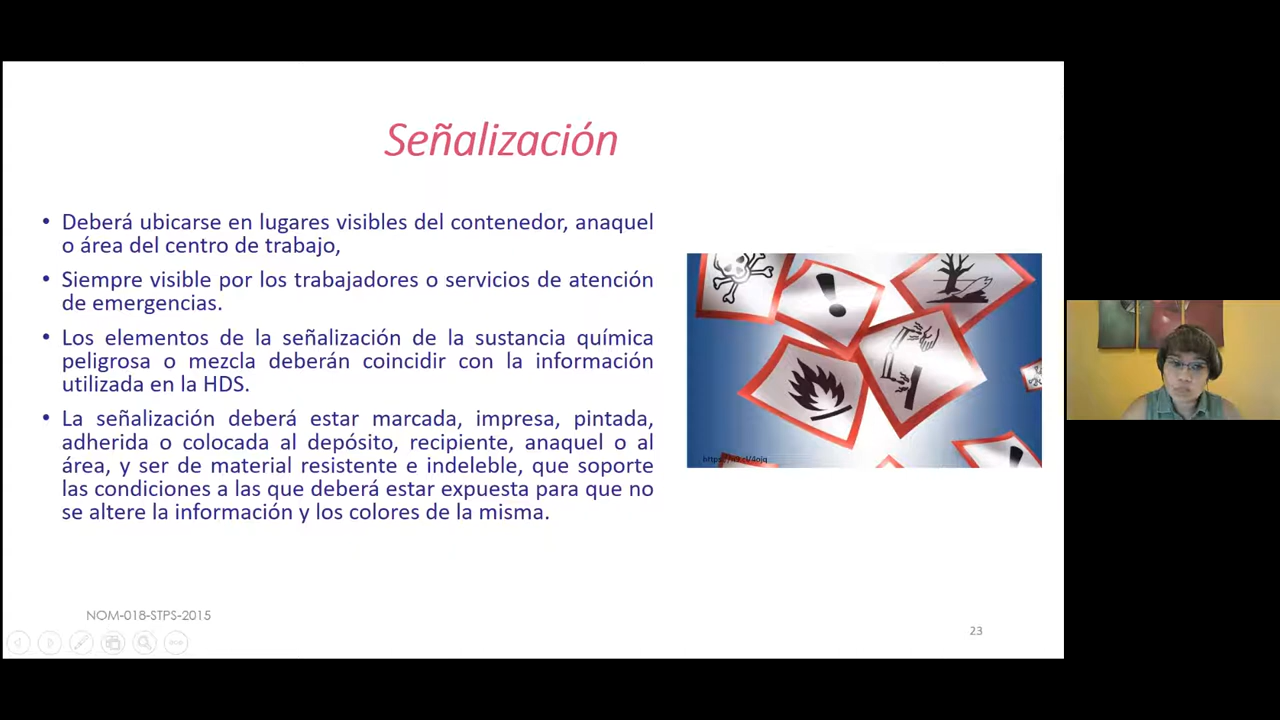 Señalización
• Deberá ubicarse en lugares visibles del contenedor, anaquel
o área del centro de trabajo,
• Siempre visible por los trabajadores o servicios de atención
de emergencias.
• Los elementos de la señalización de la sustancia química
peligrosa o mezcla deberán coincidir con la información
utilizada en la HDS.
• La señalización deberá estar marcada, impresa, pintada,
adherida o colocada al depósito, recipiente, anaquel o al
área, y ser de material resistente e indeleble, que soporte
las condiciones a las que deberá estar expuesta para que no
se altere la información y los colores de la misma.
NOM-018-STPS-2015
23